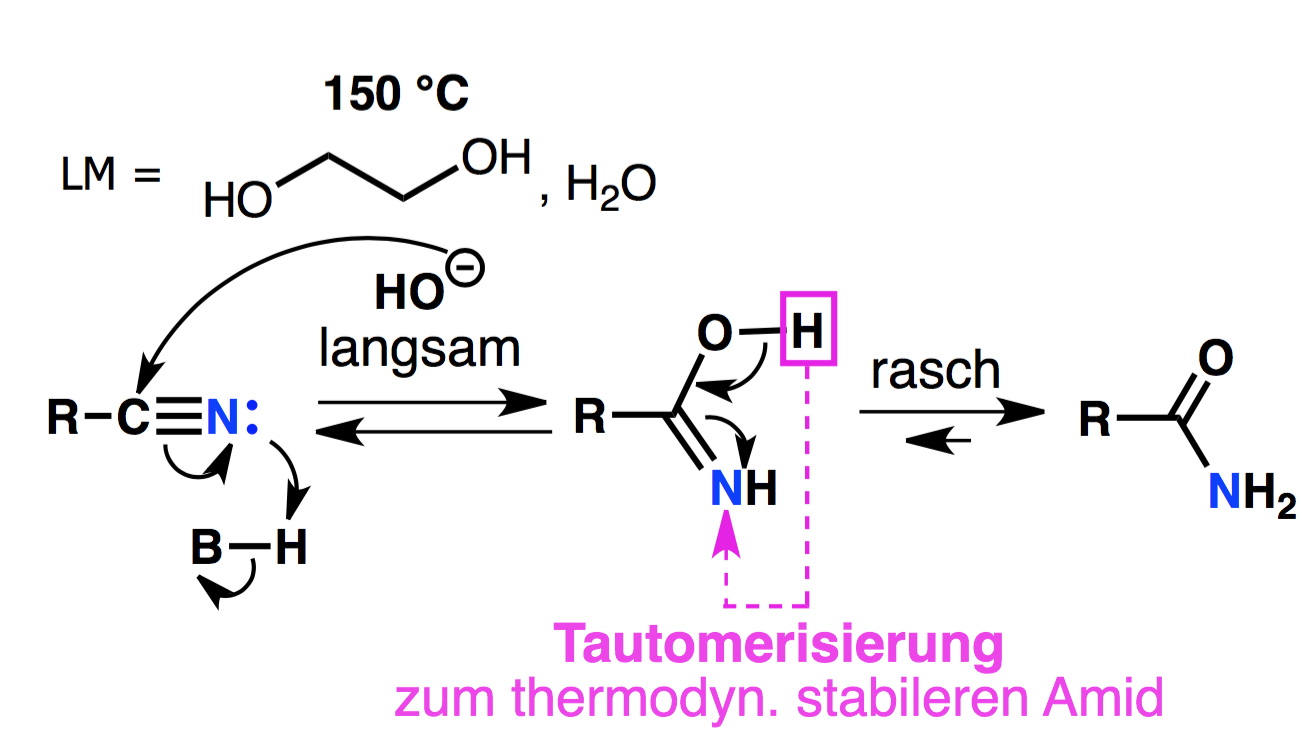 150 °C
LM = HO OH , H₂O
HO⊖
langsam
R–C≡N:
B–H
R O–H NH
rasch
R O NH₂
Tautomerisierung
zum thermodyn. stabileren Amid